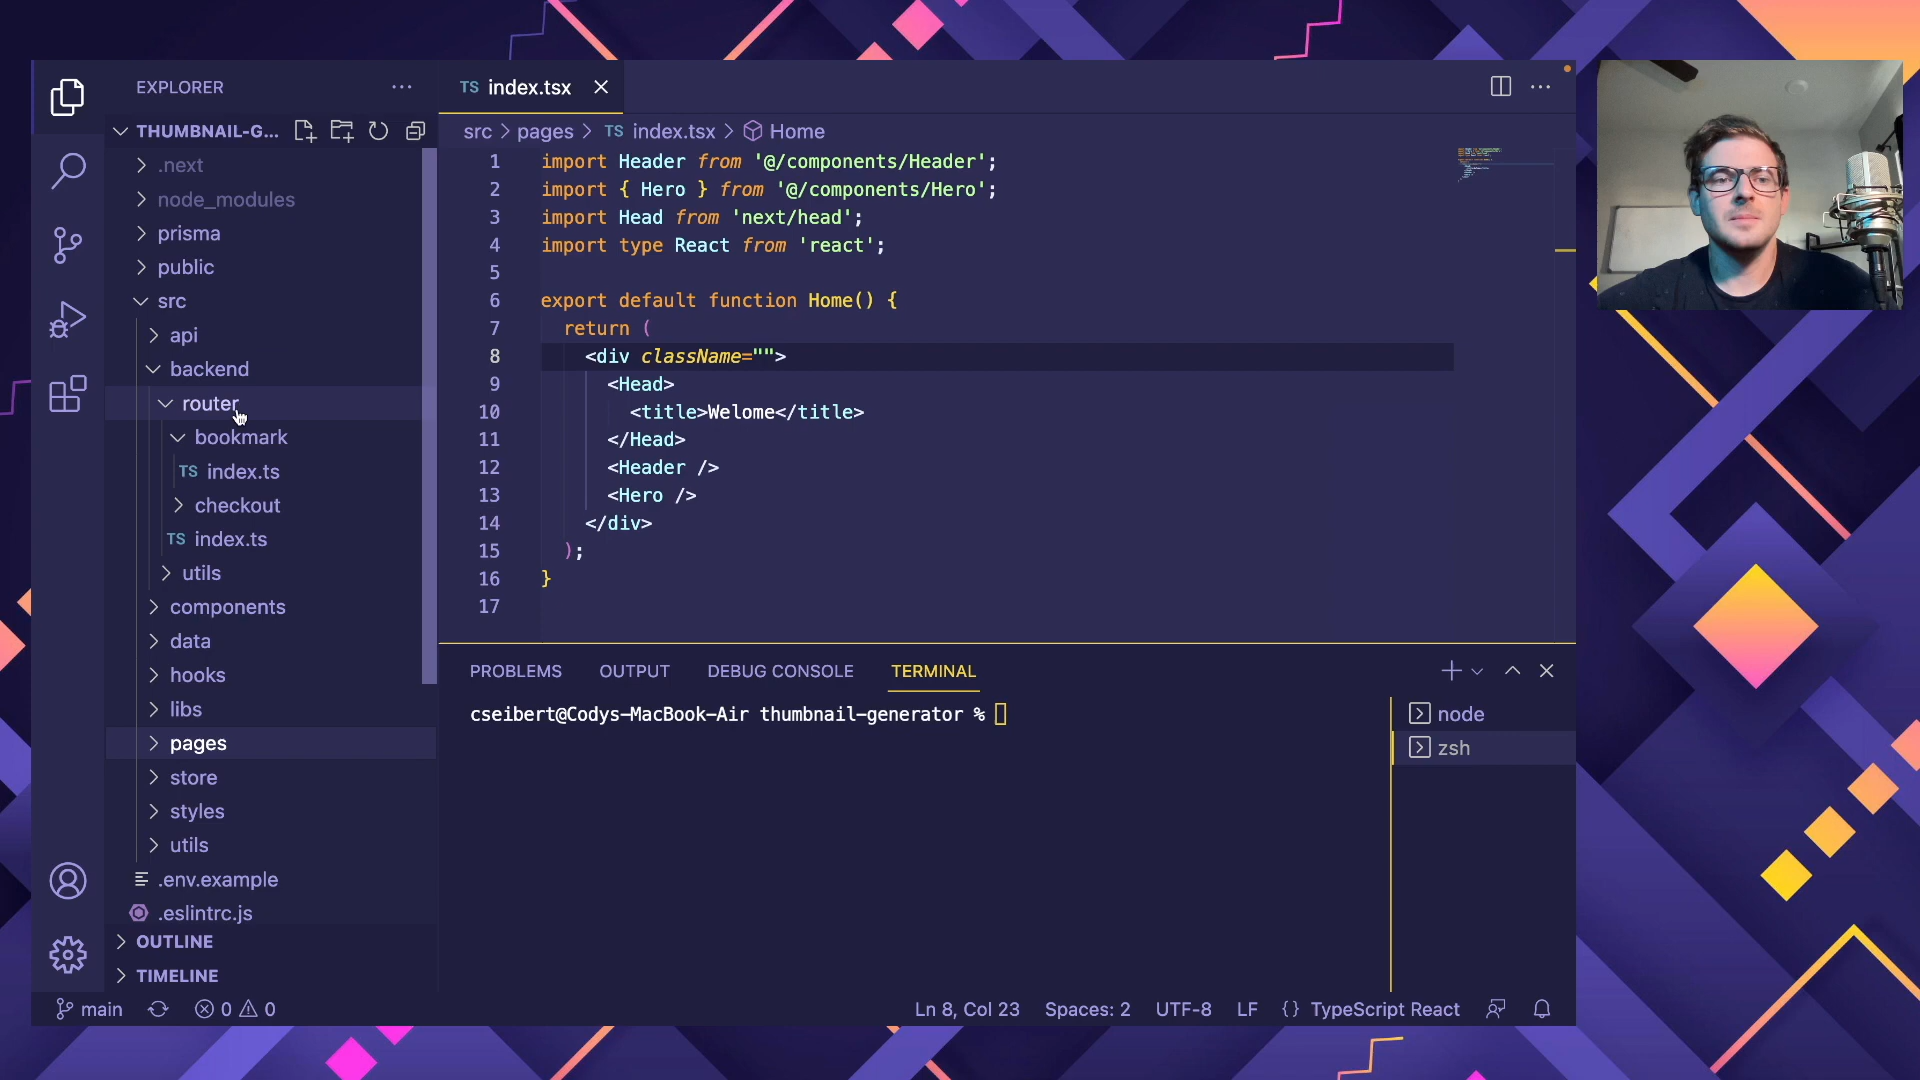 EXPLORER
THUMBNAIL-G...
.next
node_modules
prisma
public
src
api
backend
router
bookmark
TS index.ts
checkout
TS index.ts
utils
components
data
hooks
libs
pages
store
styles
utils
.env.example
.eslintrc.js
OUTLINE
TIMELINE
TS index.tsx
src > pages > TS index.tsx > Home
1 import Header from '@/components/Header';
2 import { Hero } from '@/components/Hero';
3 import Head from 'next/head';
4 import type React from 'react';
5
6 export default function Home() {
7 return (
8 <div className="">
9 <Head>
10 <title>Welome</title>
11 </Head>
12 <Header />
13 <Hero />
14 </div>
15 );
16 }
17
PROBLEMS OUTPUT DEBUG CONSOLE TERMINAL
cseibert@Codys-MacBook-Air thumbnail-generator %
node
zsh
main 0 0 Ln 8, Col 23 Spaces: 2 UTF-8 LF {} TypeScript React